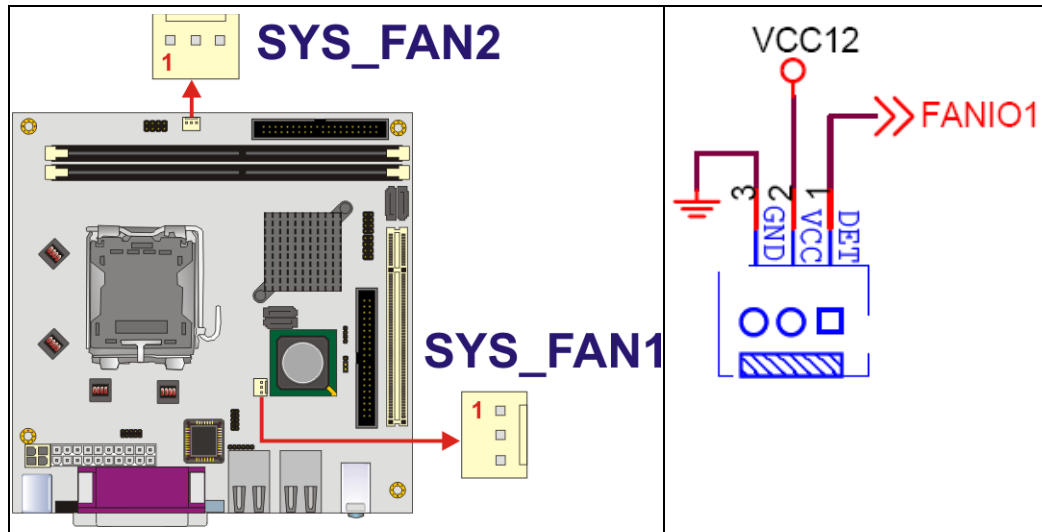 SYS_FAN2
1
SYS_FAN1
1
VCC12
FANIO1
3
2
1
GND
VCC
DET